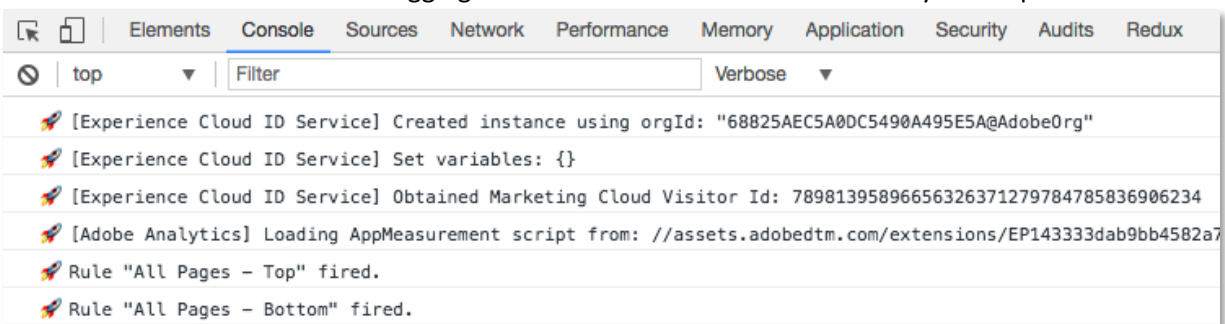 Elements Console Sources Network Performance Memory Application Security Audits Redux
top Filter Verbose
[Experience Cloud ID Service] Created instance using orgId: "68825AEC5A0DC5490A495E5A@AdobeOrg"
[Experience Cloud ID Service] Set variables: {}
[Experience Cloud ID Service] Obtained Marketing Cloud Visitor Id: 78981395896656326371279784785836906234
[Adobe Analytics] Loading AppMeasurement script from: //assets.adobedtm.com/extensions/EP143333dab9bb4582a7
Rule "All Pages – Top" fired.
Rule "All Pages – Bottom" fired.